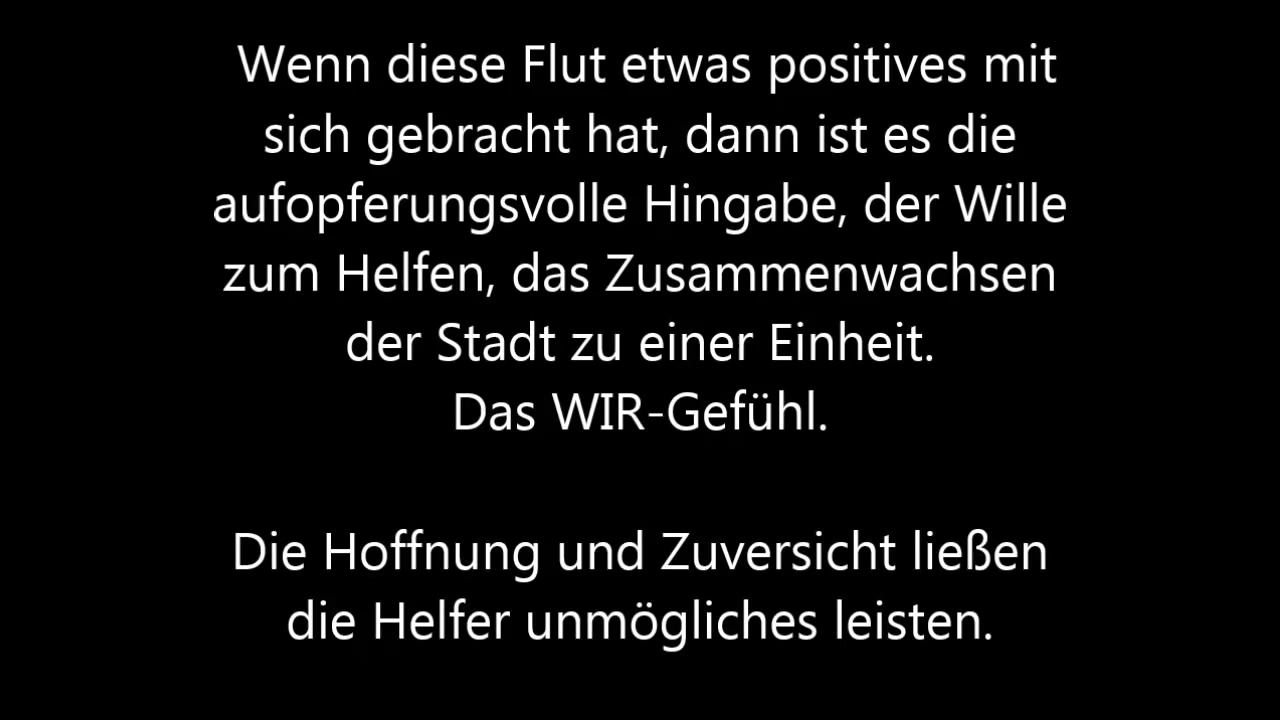 Wenn diese Flut etwas positives mit
sich gebracht hat, dann ist es die
aufopferungsvolle Hingabe, der Wille
zum Helfen, das Zusammenwachsen
der Stadt zu einer Einheit.
Das WIR-Gefühl.
Die Hoffnung und Zuversicht ließen
die Helfer unmögliches leisten.